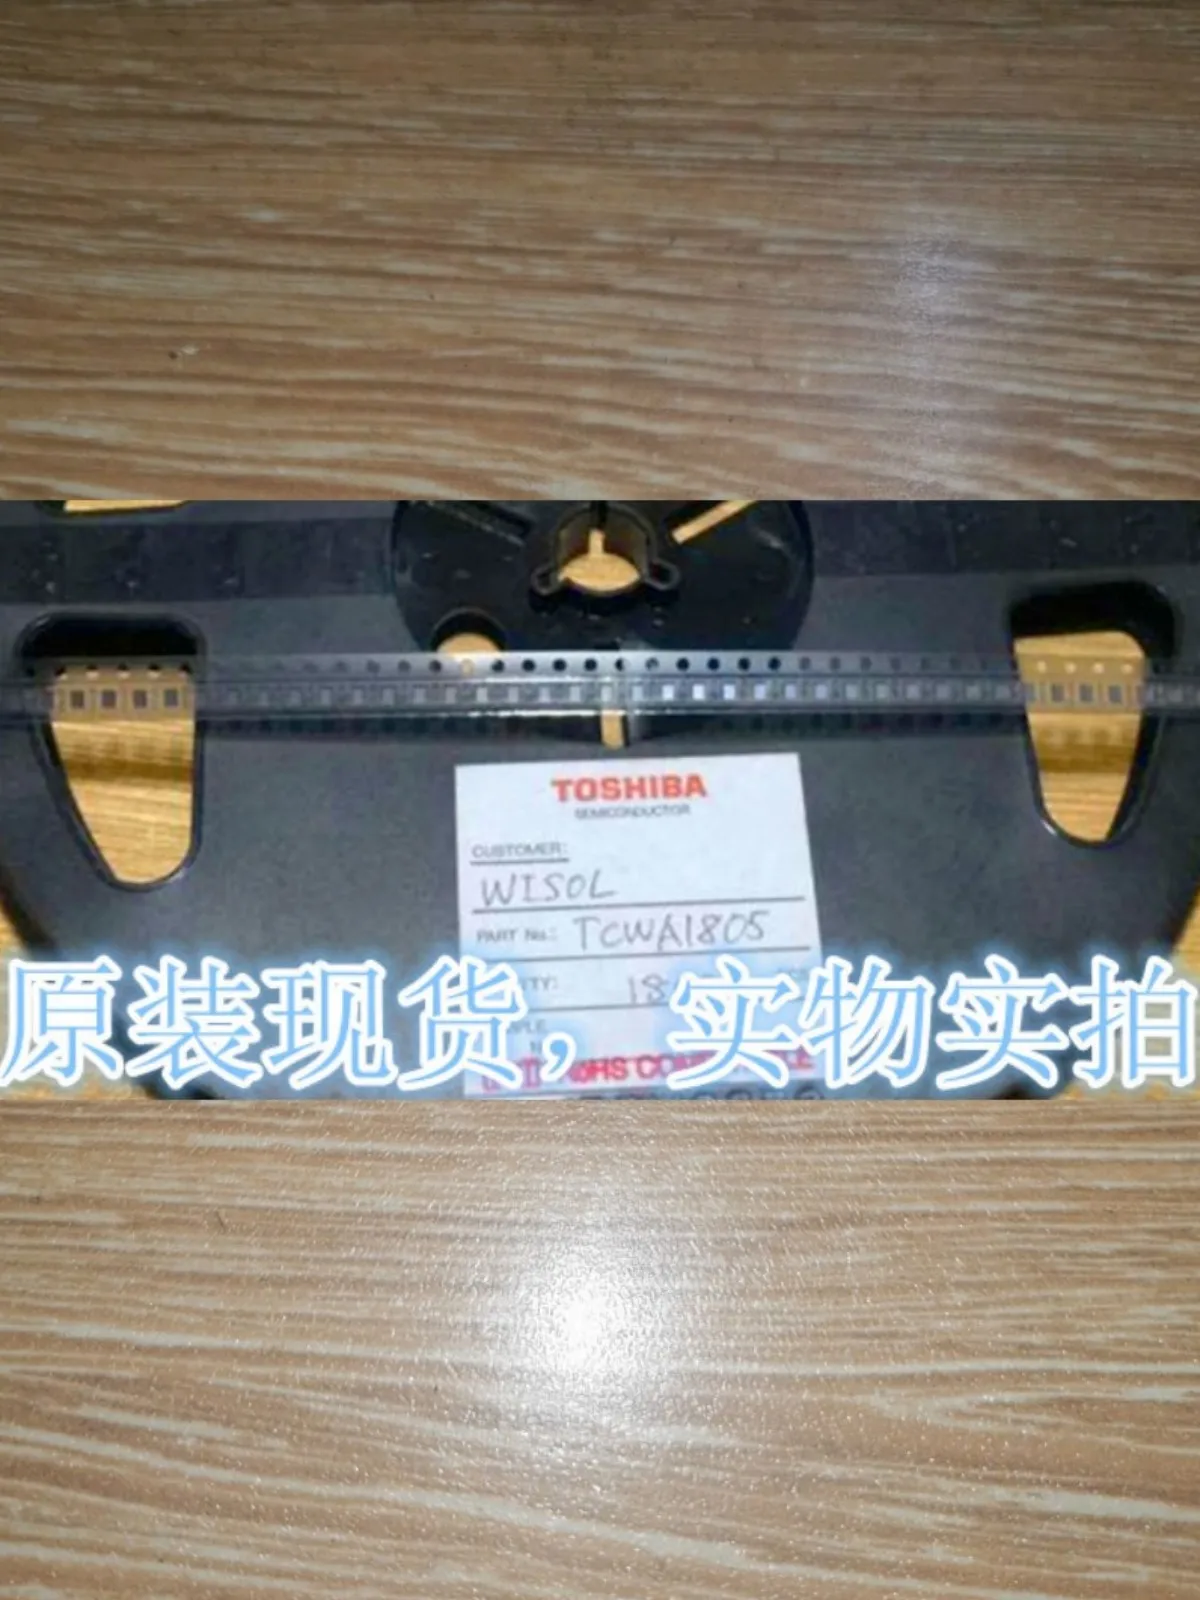 TOSHIBA
SEMICONDUCTOR
CUSTOMER:
WISOL
PART No.: TCWA1805
原装现货，实物实拍